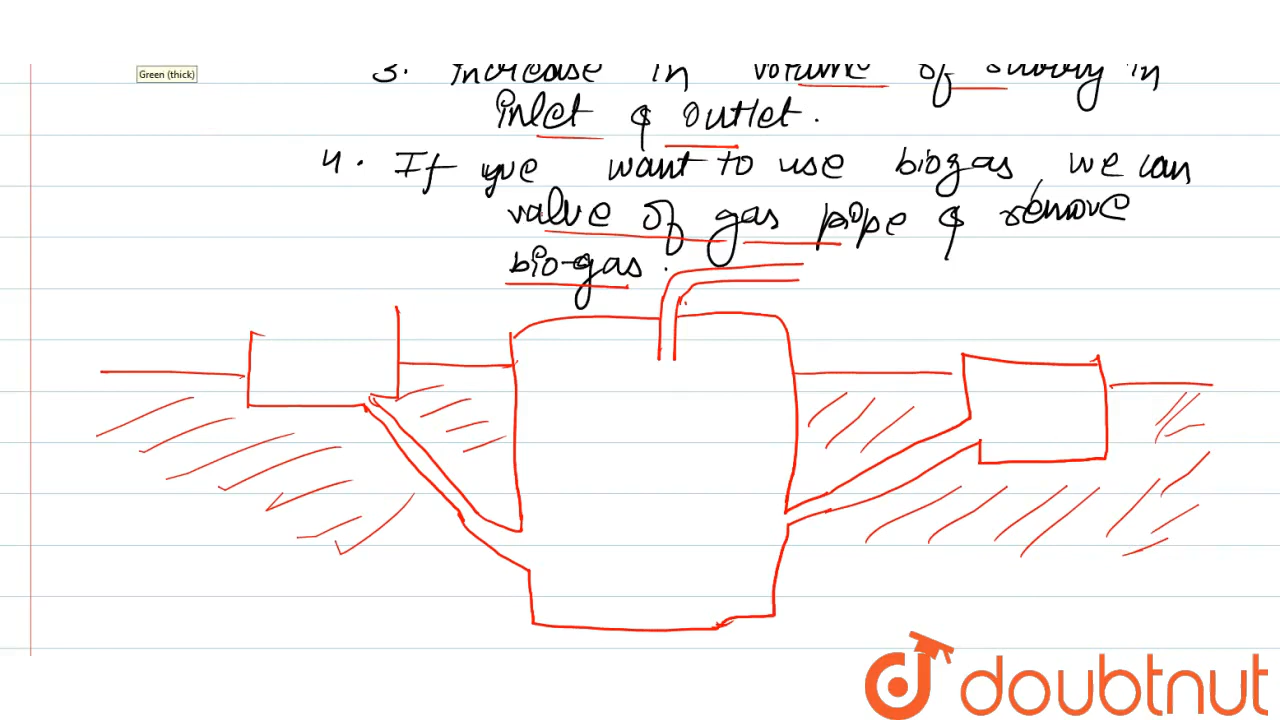 Green (thick)
3. Increase in volume of slurry in
inlet & outlet.
4. If we want to use biogas we can
valve of gas pipe & remove
bio-gas.
doubtnut